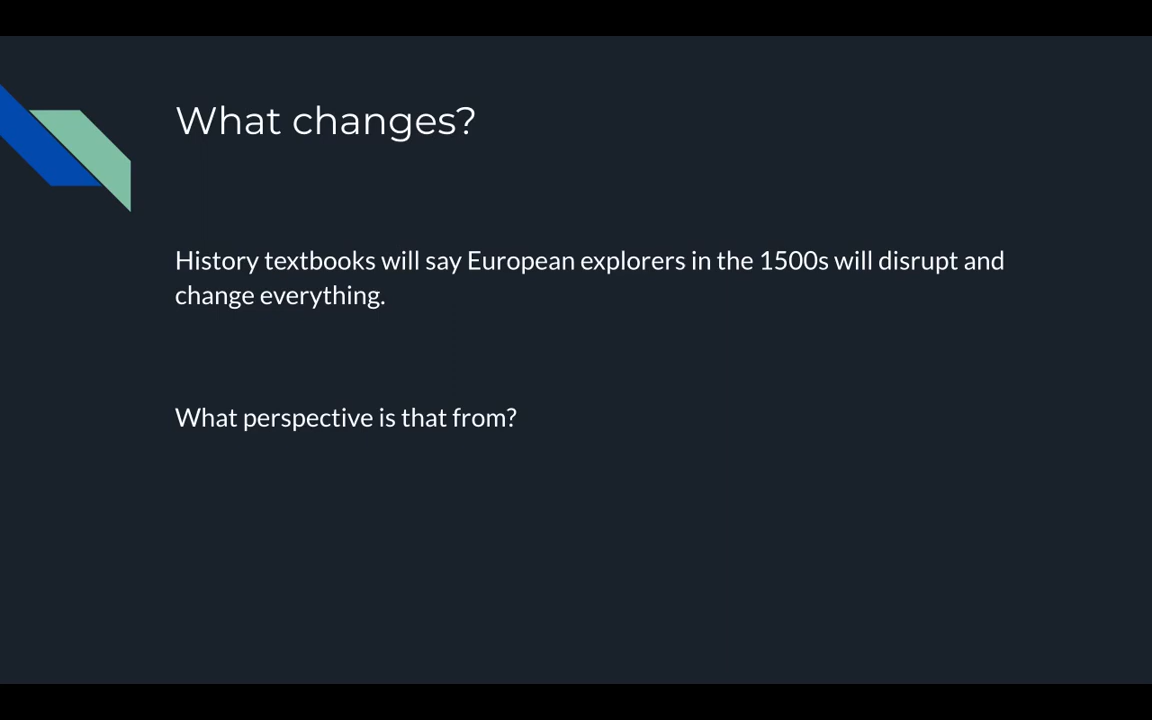 What changes?
History textbooks will say European explorers in the 1500s will disrupt and
change everything.
What perspective is that from?